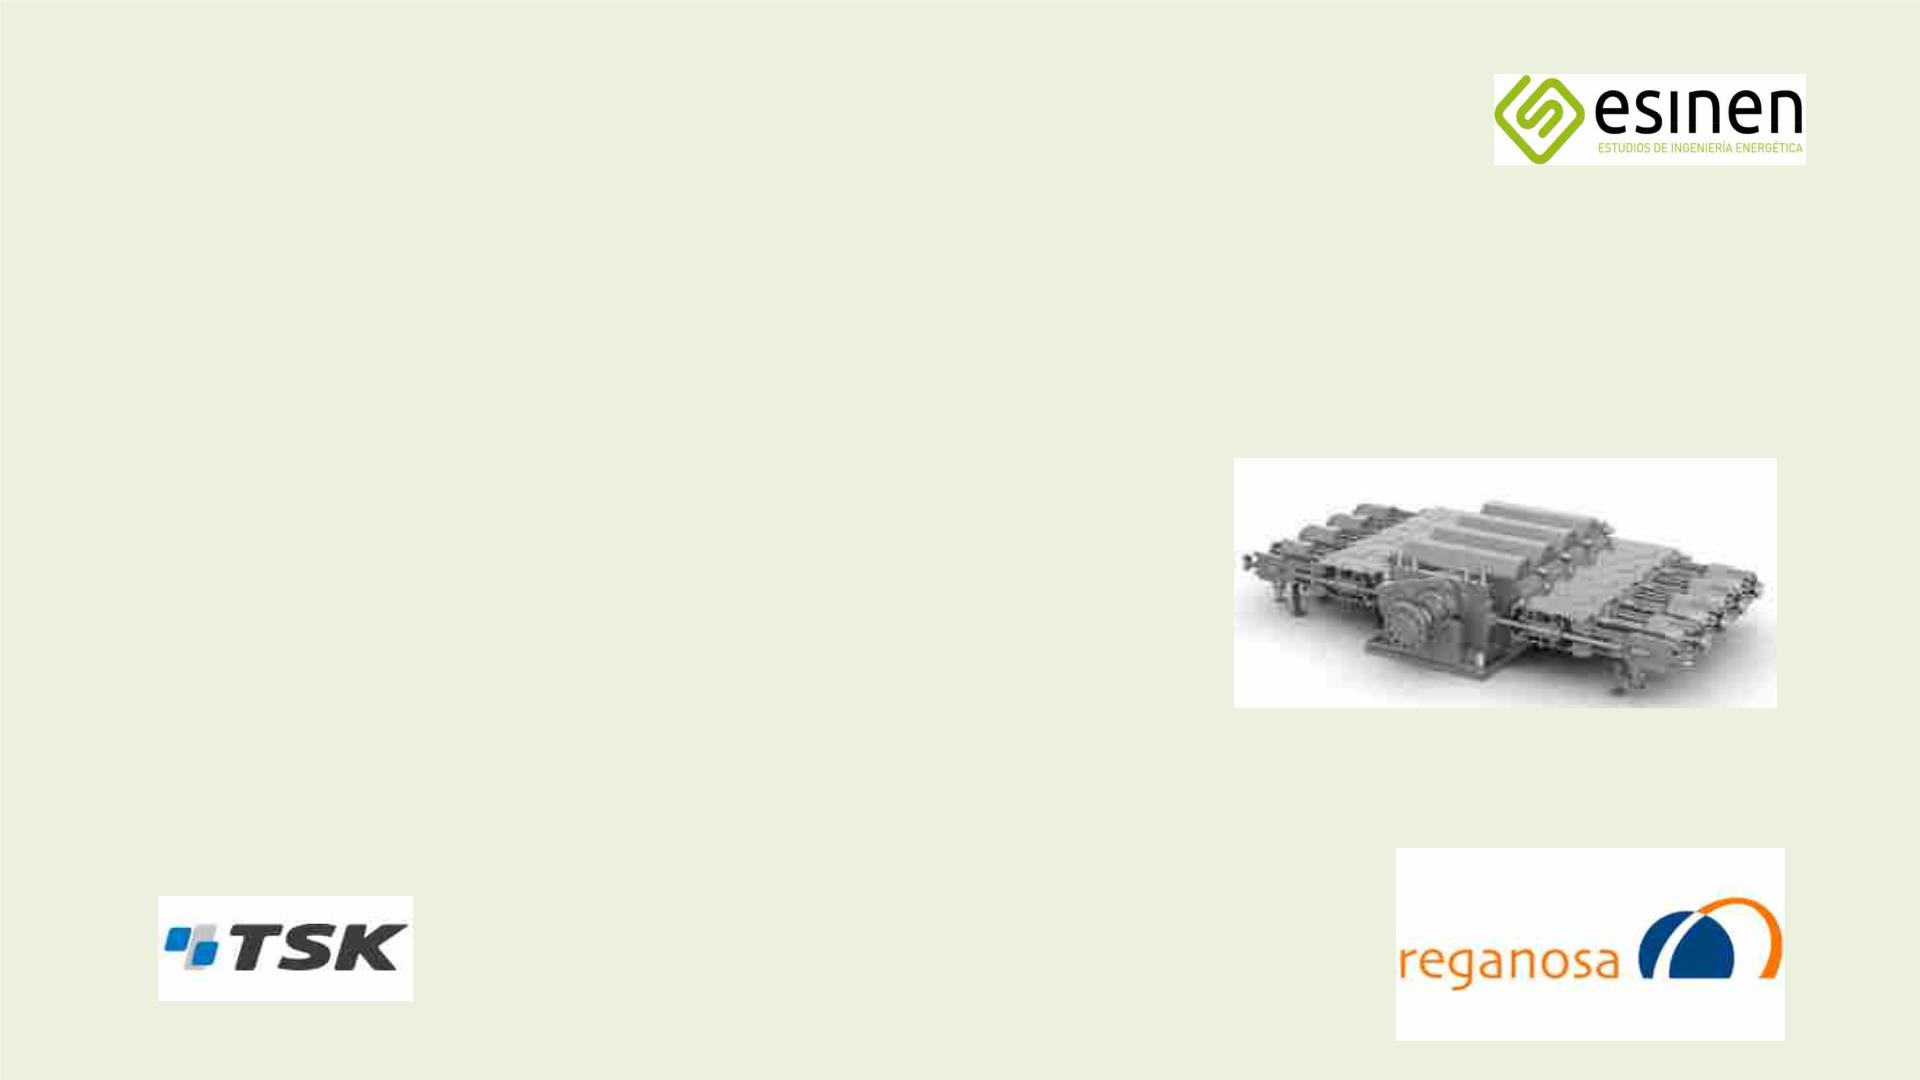 esinen
ESTUDIOS DE INGENIERÍA ENERGÉTICA
TSK
reganosa